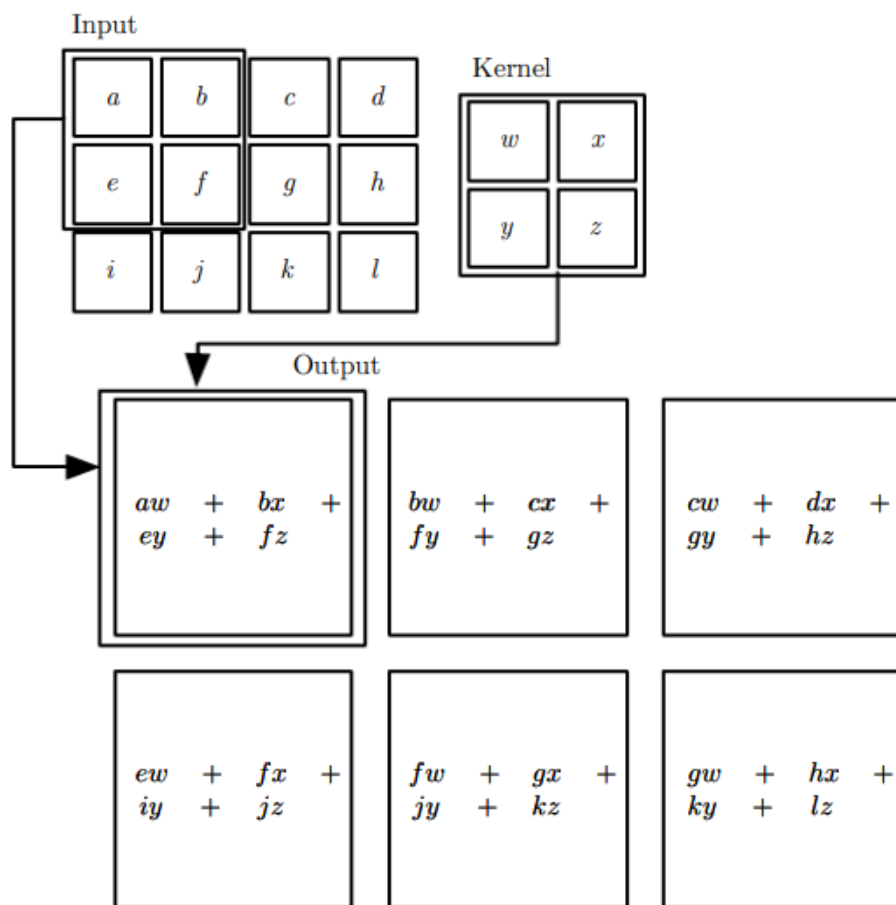 Input
Kernel
a b c d
w x
e f g h
y z
i j k l
Output
aw + bx +
ey + fz
bw + cx +
fy + gz
cw + dx +
gy + hz
ew + fx +
iy + jz
fw + gx +
jy + kz
gw + hx +
ky + lz